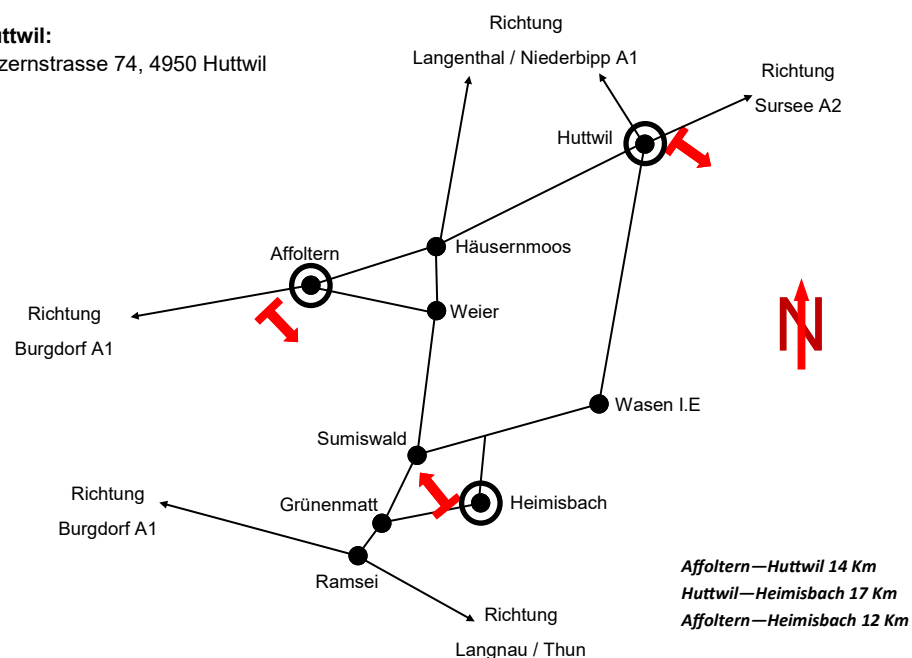 Richtung
Langenthal / Niederbipp A1
uttwil:
zernstrasse 74, 4950 Huttwil
Richtung
Sursee A2
Huttwil
Häusernmoos
Affoltern
Weier
Richtung
Burgdorf A1
N
Wasen I.E
Sumiswald
Richtung
Burgdorf A1
Grünenmatt
Heimisbach
Ramsei
Richtung
Langnau / Thun
Affoltern—Huttwil 14 Km
Huttwil—Heimisbach 17 Km
Affoltern—Heimisbach 12 Km